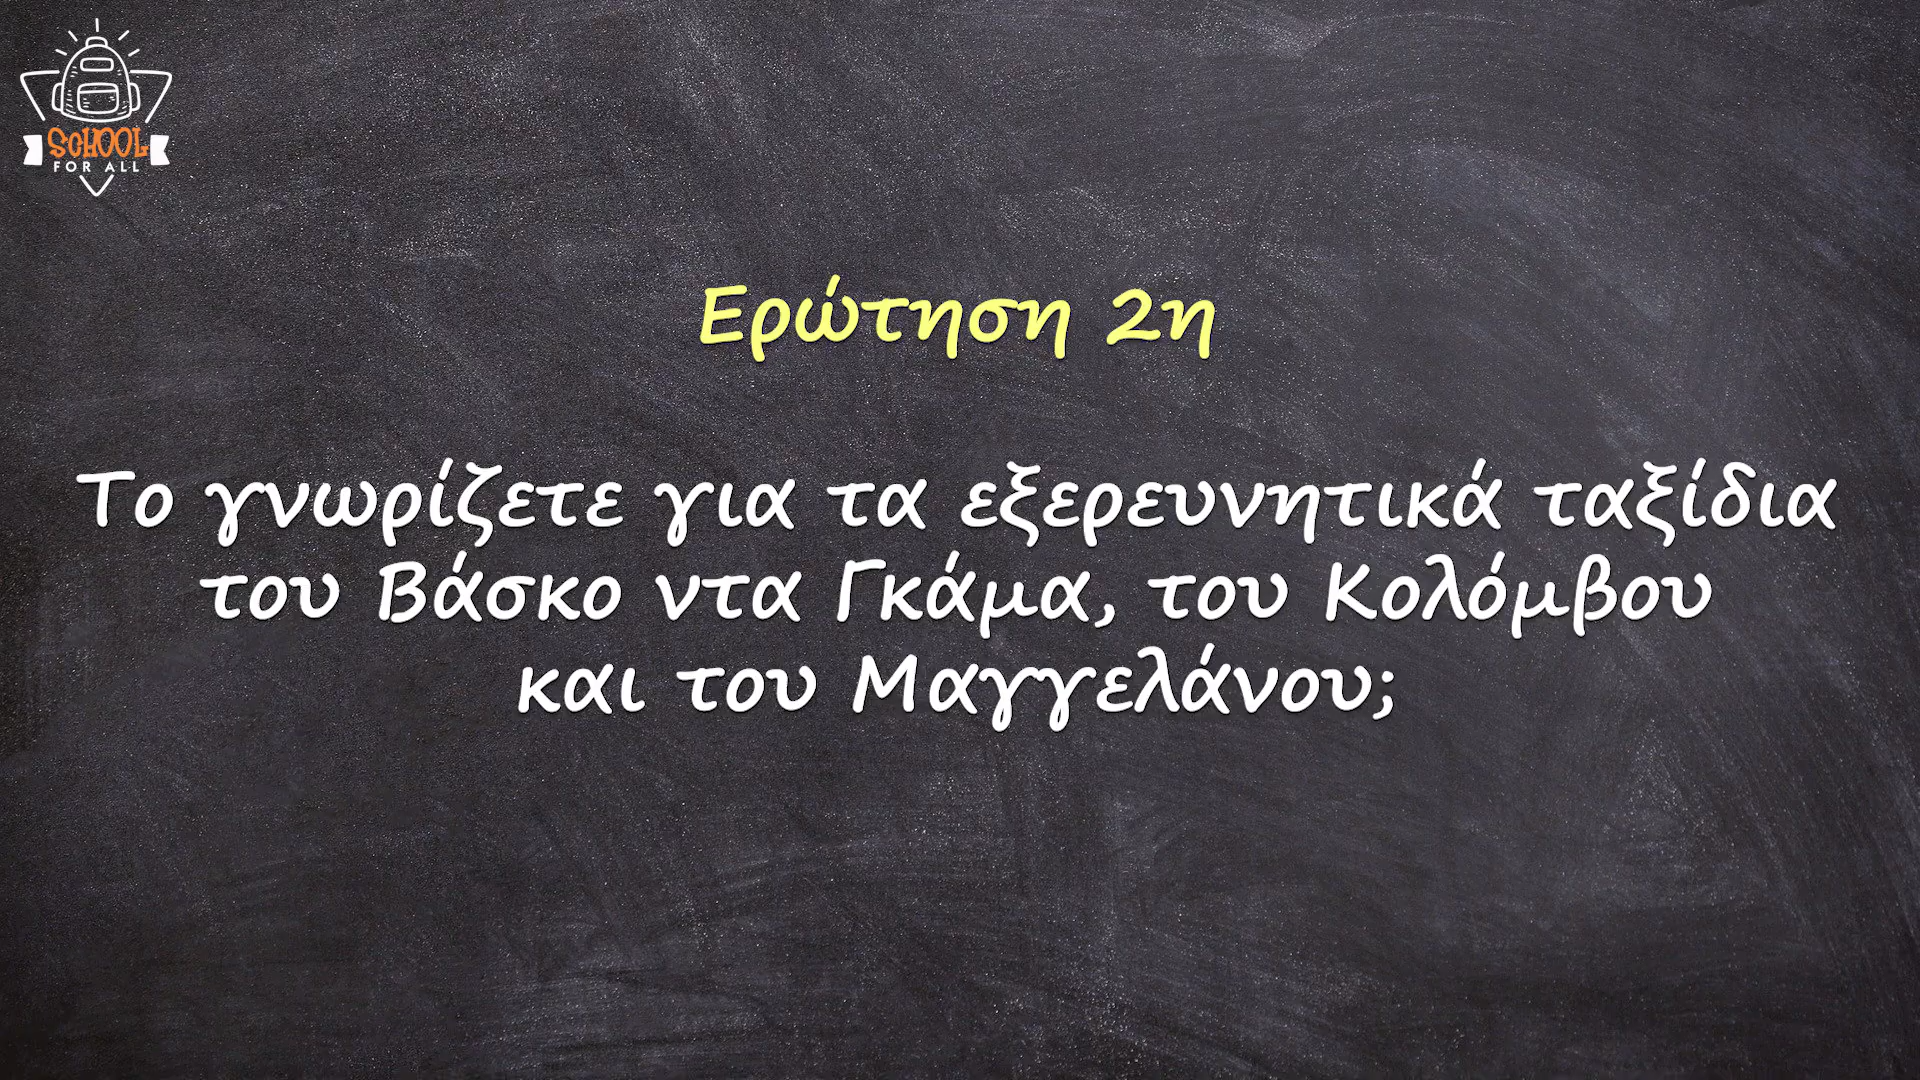 SCHOOL
FOR ALL
Ερώτηση 2η
Το γνωρίζετε για τα εξερευνητικά ταξίδια
του Βάσκο ντα Γκάμα, του Κολόμβου
και του Μαγγελάνου;